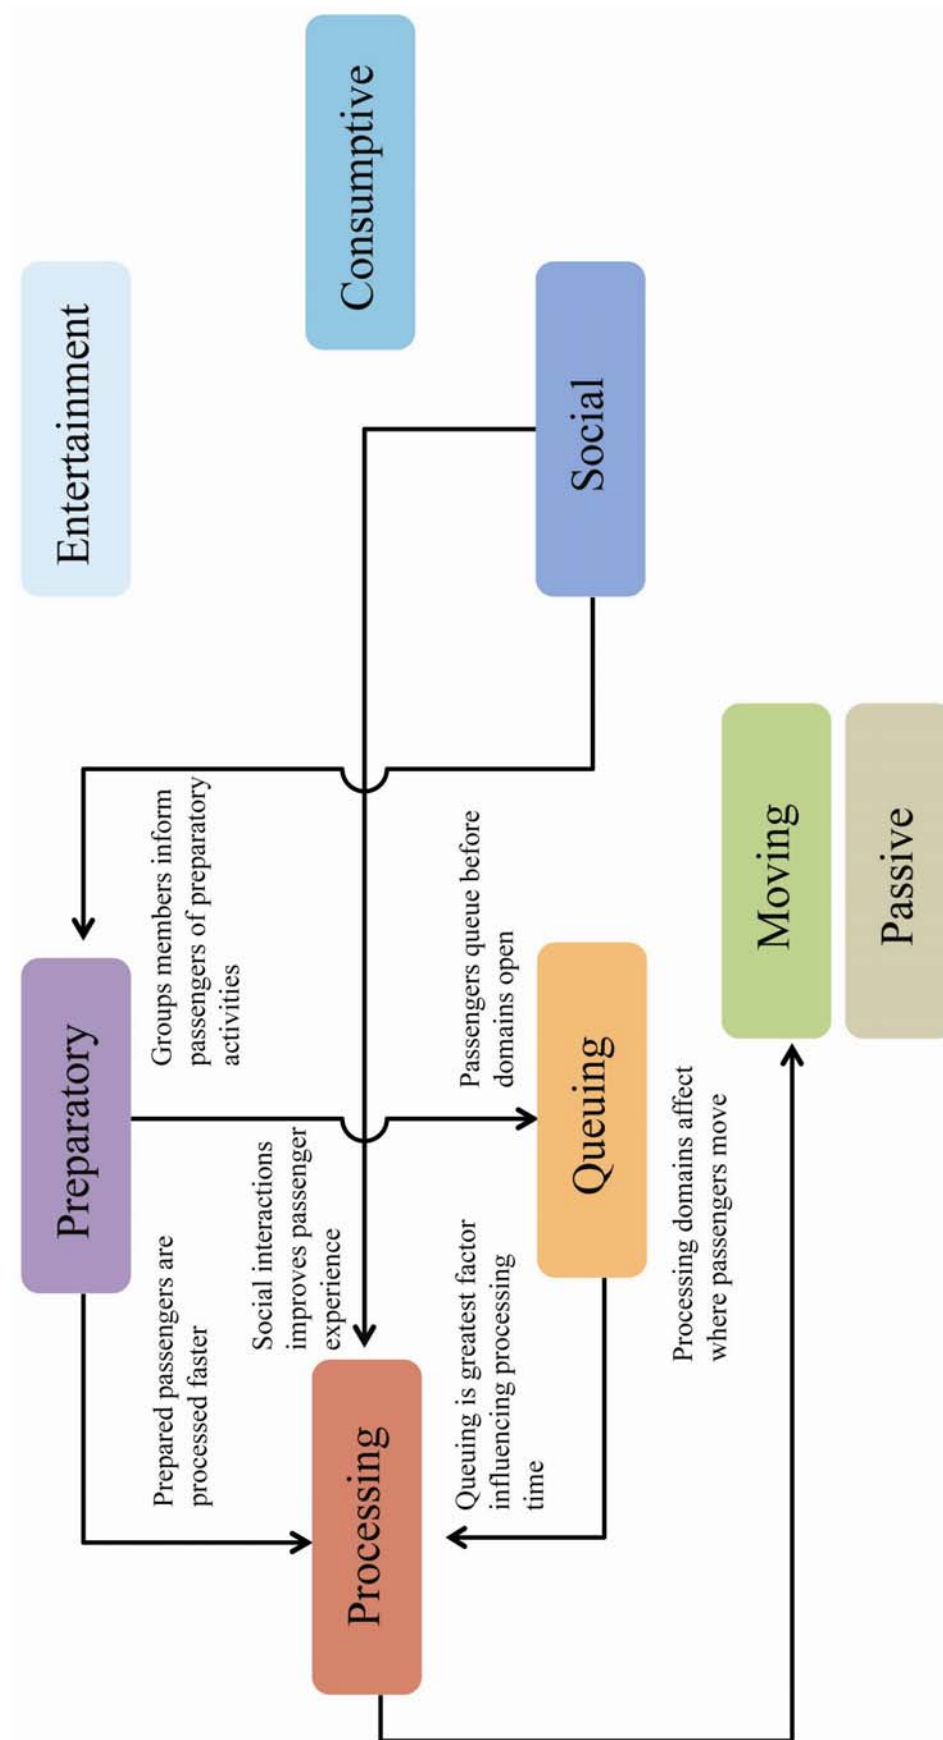 Preparatory
Entertainment
Prepared passengers are
processed faster
Groups members inform
passengers of preparatory
activities
Social interactions
improves passenger
experience
Processing
Consumptive
Queuing is greatest factor
influencing processing
time
Passengers queue before
domains open
Queuing
Social
Processing domains affect
where passengers move
Moving
Passive